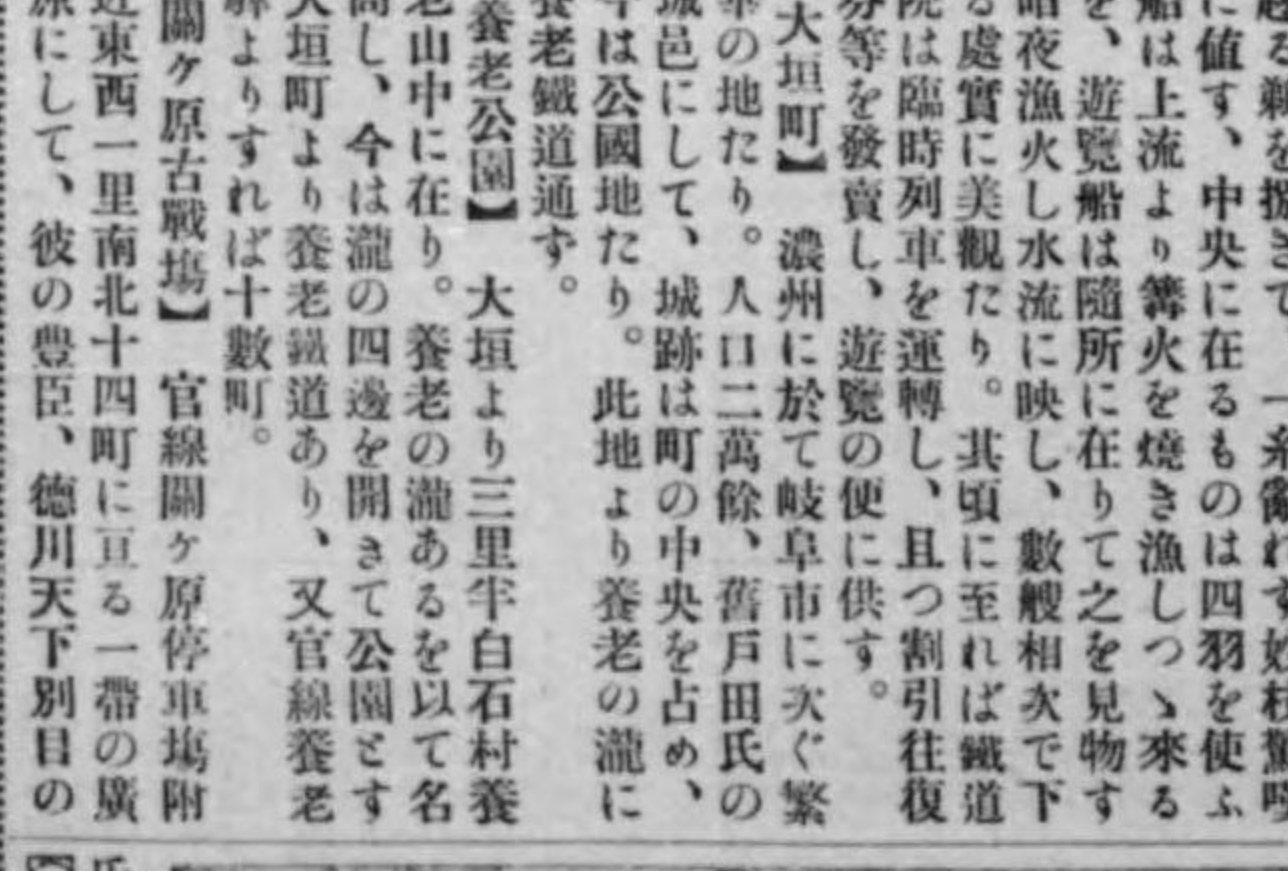 に値す、中央に在るものは四羽を使ふ
船は上流より篝火を燒き漁しつゝ來る
を、遊覽船は隨所に在りて之を見物す
暗夜漁火し水流に映し、數艘相次で下
る處實に美觀たり。其頃に至れば鐵道
院は臨時列車を運轉し、且つ割引往復
券等を發賣し、遊覽の便に供す。
大垣町】　濃州に於て岐阜市に次ぐ繁
華の地たり。人口二萬餘、舊戸田氏の
城邑にして、城跡は町の中央を占め、
今は公國地たり。此地より養老の瀧に
養老鐵道通ず。
養老公園】　大垣より三里半白石村養
老山中に在り。養老の瀧あるを以て名
高し、今は瀧の四邊を開きて公園とす
大垣町より養老鐵道あり、又官線養老
驛よりすれば十數町。
關ヶ原古戰塲】　官線關ヶ原停車塲附
近東西一里南北十四町に亘る一帶の廣
原にして、彼の豊臣、徳川天下別目の